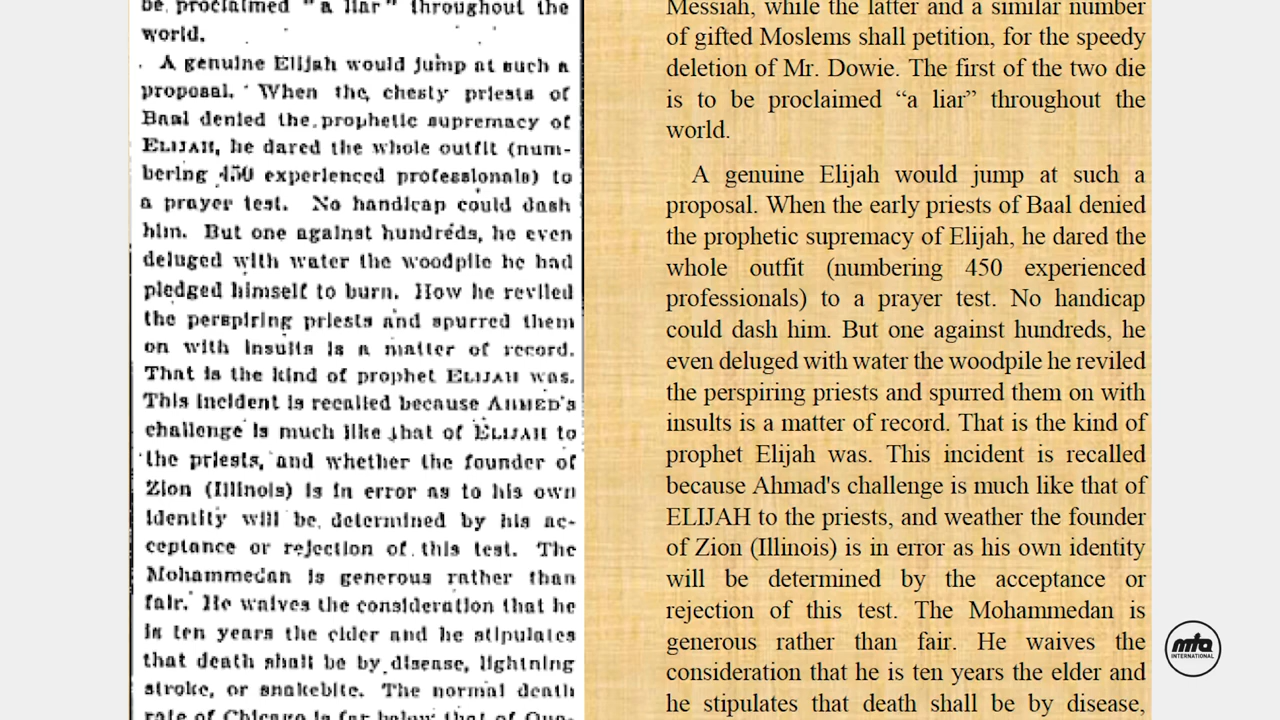 be proclaimed "a liar" throughout the
world.
A genuine Elijah would jump at such a
proposal. When the chesty priests of
Baal denied the prophetic supremacy of
ELIJAH, he dared the whole outfit (num-
bering 450 experienced professionals) to
a prayer test. No handicap could dash
him. But one against hundreds, he even
deluged with water the woodpile he had
pledged himself to burn. How he reviled
the perspiring priests and spurred them
on with insults is a matter of record.
That is the kind of prophet ELIJAH was.
This incident is recalled because AHMED'S
challenge is much like that of ELIJAH to
the priests, and whether the founder of
Zion (Illinois) is in error as to his own
identity will be determined by his ac-
ceptance or rejection of this test. The
Mohammedan is generous rather than
fair. He waives the consideration that he
is ten years the elder and he stipulates
that death shall be by disease, lightning
stroke, or snakebite. The normal death
rate of Chicago is far below that of
Messiah, while the latter and a similar number
of gifted Moslems shall petition, for the speedy
deletion of Mr. Dowie. The first of the two die
is to be proclaimed “a liar” throughout the
world.
A genuine Elijah would jump at such a
proposal. When the early priests of Baal denied
the prophetic supremacy of Elijah, he dared the
whole outfit (numbering 450 experienced
professionals) to a prayer test. No handicap
could dash him. But one against hundreds, he
even deluged with water the woodpile he reviled
the perspiring priests and spurred them on with
insults is a matter of record. That is the kind of
prophet Elijah was. This incident is recalled
because Ahmad's challenge is much like that of
ELIJAH to the priests, and weather the founder
of Zion (Illinois) is in error as his own identity
will be determined by the acceptance or
rejection of this test. The Mohammedan is
generous rather than fair. He waives the
consideration that he is ten years the elder and
he stipulates that death shall be by disease,
mta
INTERNATIONAL